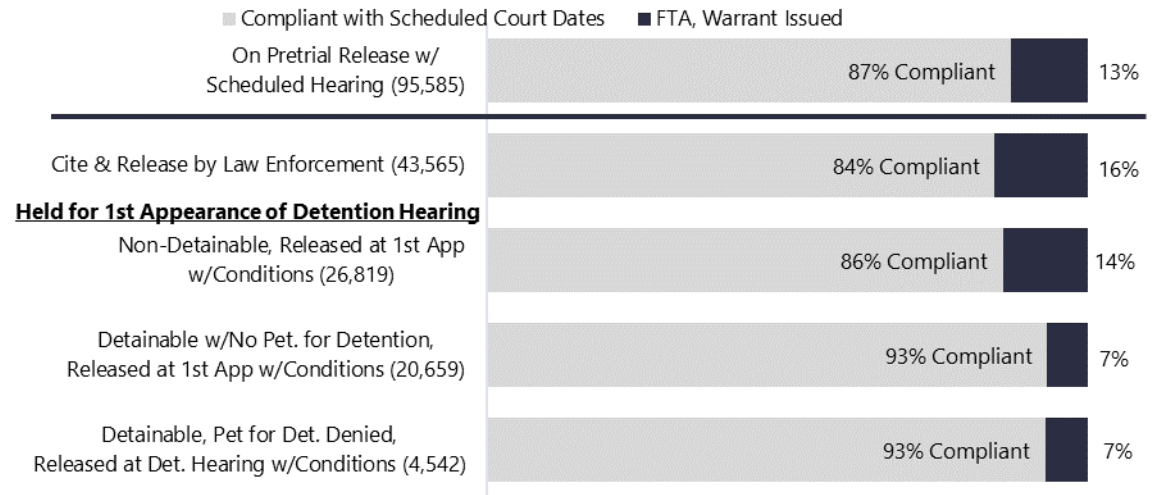 Compliant with Scheduled Court Dates FTA, Warrant Issued
On Pretrial Release w/
Scheduled Hearing (95,585)
87% Compliant 13%
Cite & Release by Law Enforcement (43,565)
84% Compliant 16%
Held for 1st Appearance of Detention Hearing
Non-Detainable, Released at 1st App
w/Conditions (26,819)
86% Compliant 14%
Detainable w/No Pet. for Detention,
Released at 1st App w/Conditions (20,659)
93% Compliant 7%
Detainable, Pet for Det. Denied,
Released at Det. Hearing w/Conditions (4,542)
93% Compliant 7%